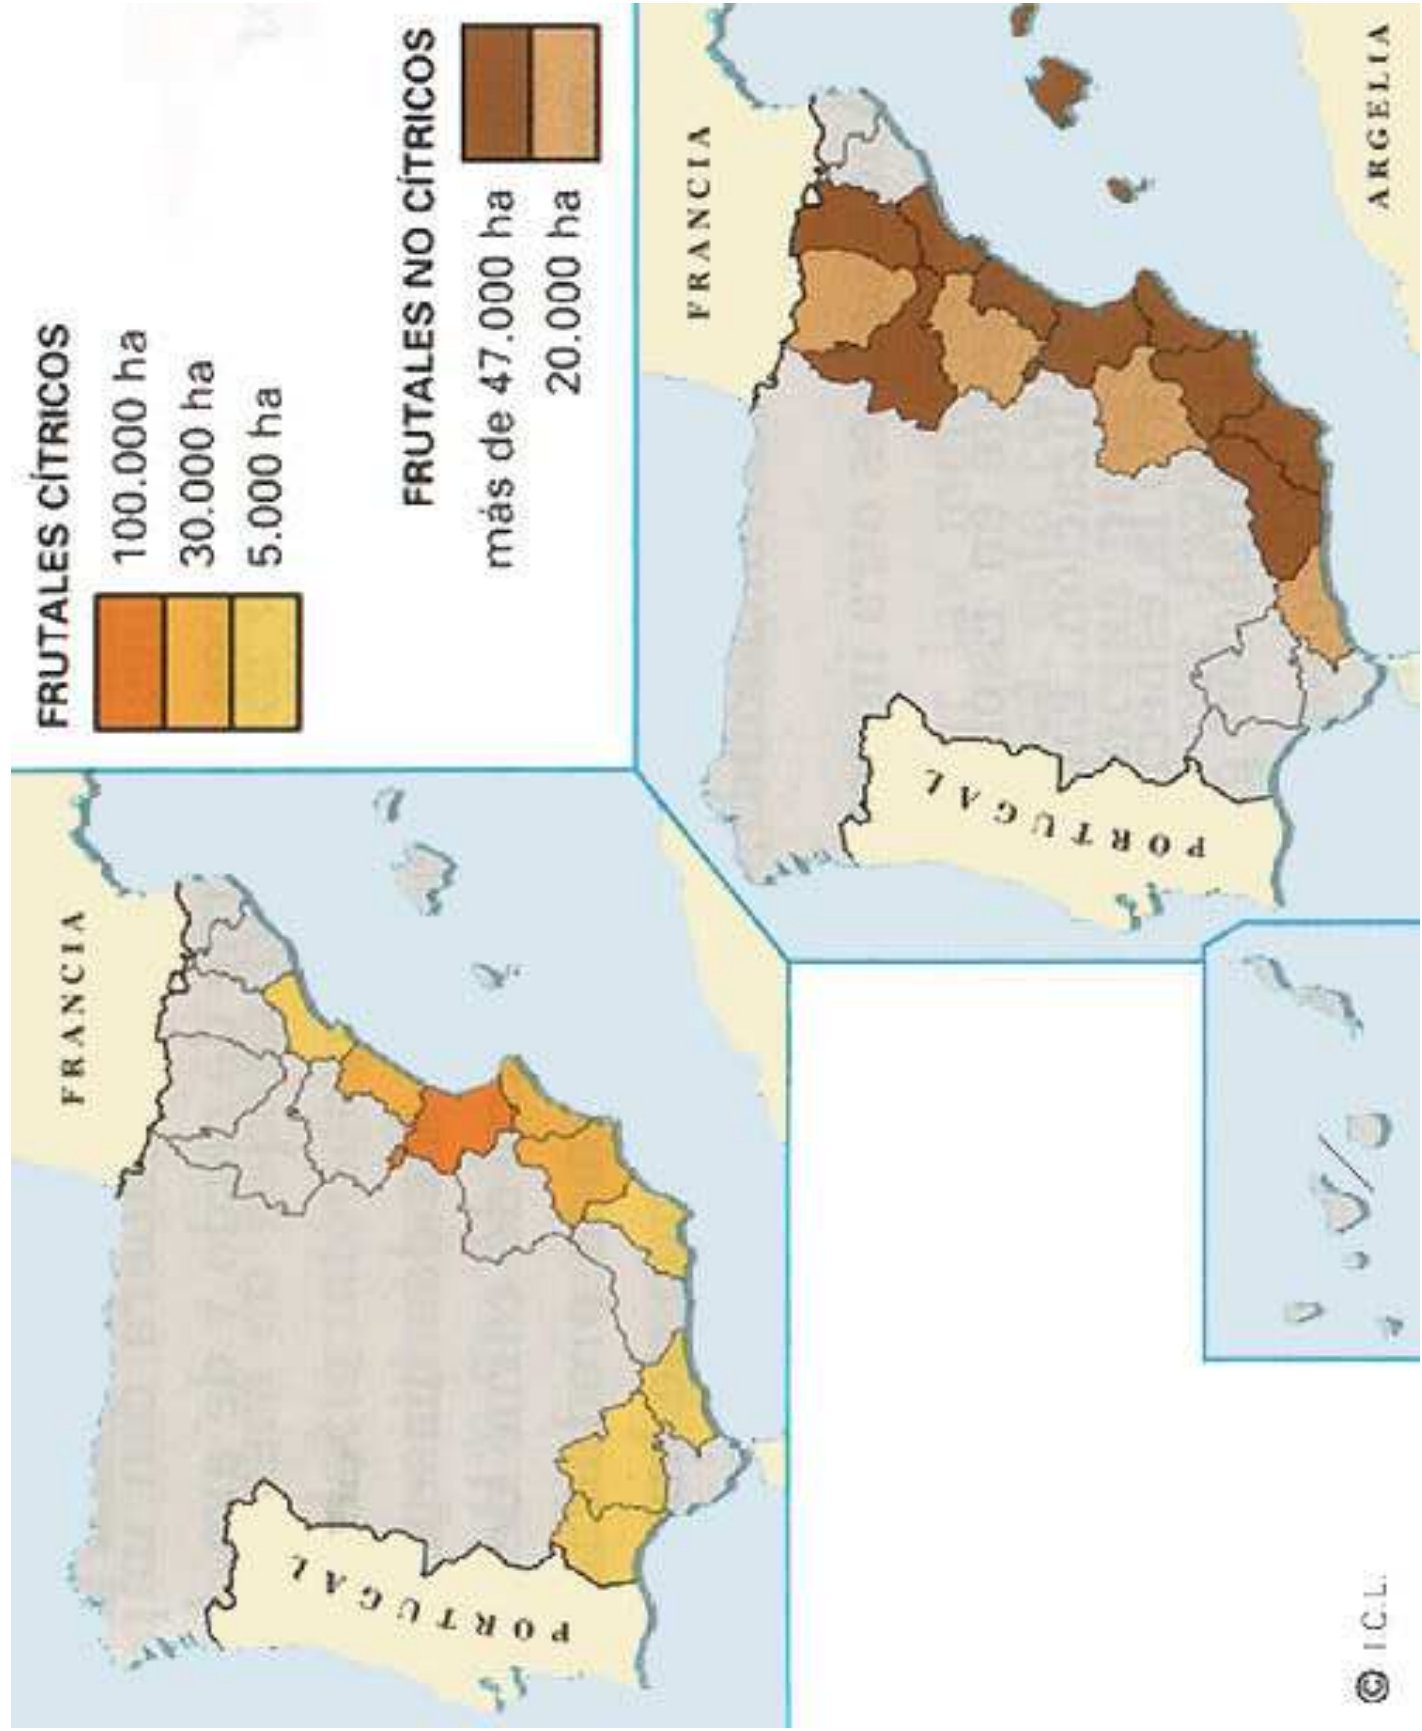 FRUTALES CÍTRICOS
100.000 ha
30.000 ha
5.000 ha
FRUTALES NO CÍTRICOS
más de 47.000 ha
20.000 ha
FRANCIA
PORTUGAL
FRANCIA
PORTUGAL
ARGELIA
© I.C.L.